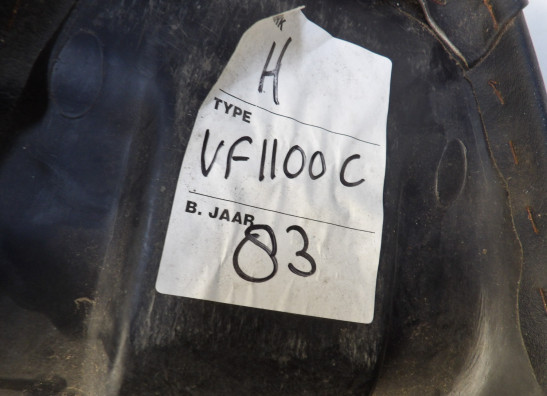 H
TYPE
VF1100C
B. JAAR
83